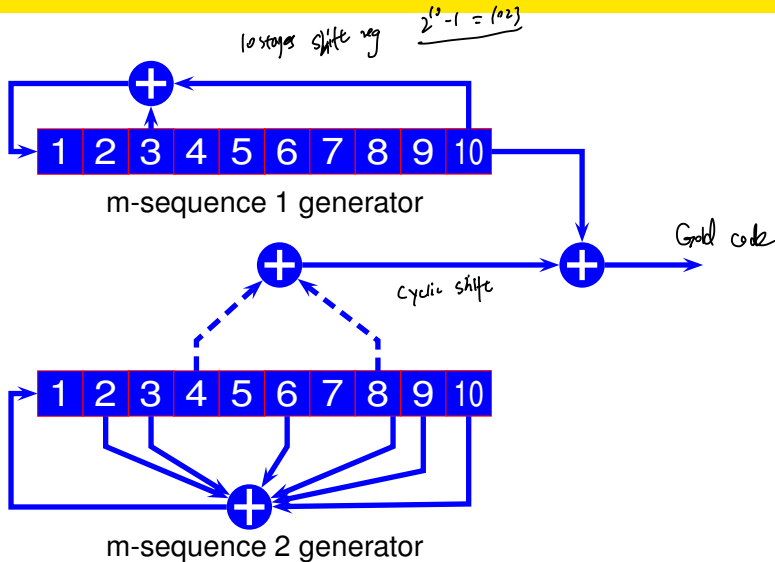 10 stages shift reg 2^10-1 = 1023
1 2 3 4 5 6 7 8 9 10
m-sequence 1 generator
Gold code
cyclic shift
1 2 3 4 5 6 7 8 9 10
m-sequence 2 generator